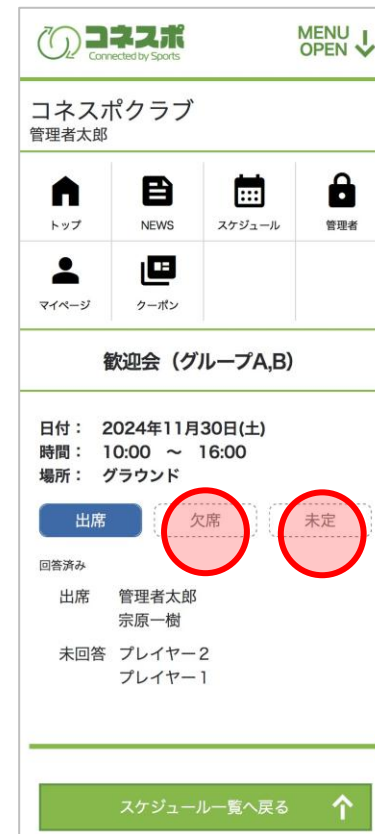 コネスポ
Connected by Sports
MENU
OPEN
コネスポクラブ
管理者太郎
トップ
NEWS
スケジュール
管理者
マイページ
クーポン
歓迎会（グループA,B）
日付： 2024年11月30日(土)
時間： 10:00 ～ 16:00
場所： グラウンド
出席
欠席
未定
回答済み
出席 管理者太郎
宗原一樹
未回答 プレイヤー2
プレイヤー1
スケジュール一覧へ戻る